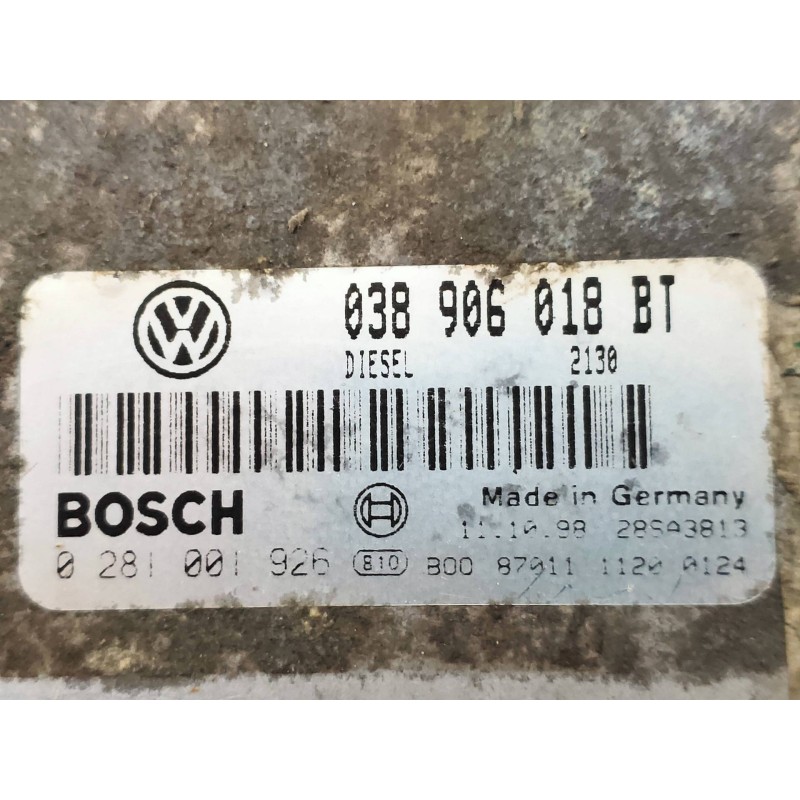 038 906 018 BT
DIESEL 2130
BOSCH Made in Germany
11.10.98 28SA3813
0 281 001 926 B10 B00 87011 1120 0124